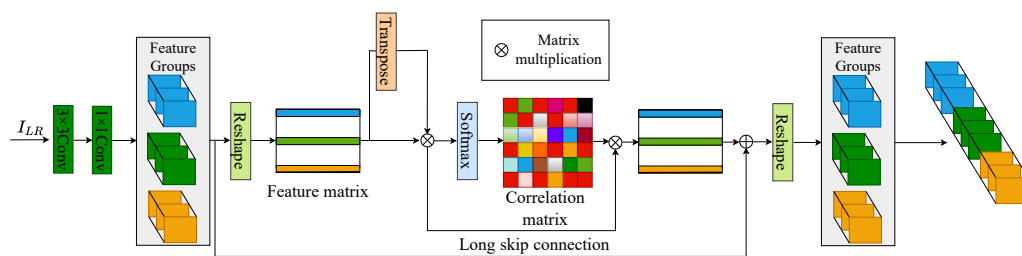 I_LR
3×3Conv
1×1Conv
Feature
Groups
Reshape
Feature matrix
Transpose
Matrix
multiplication
Softmax
Correlation
matrix
Long skip connection
Reshape
Feature
Groups